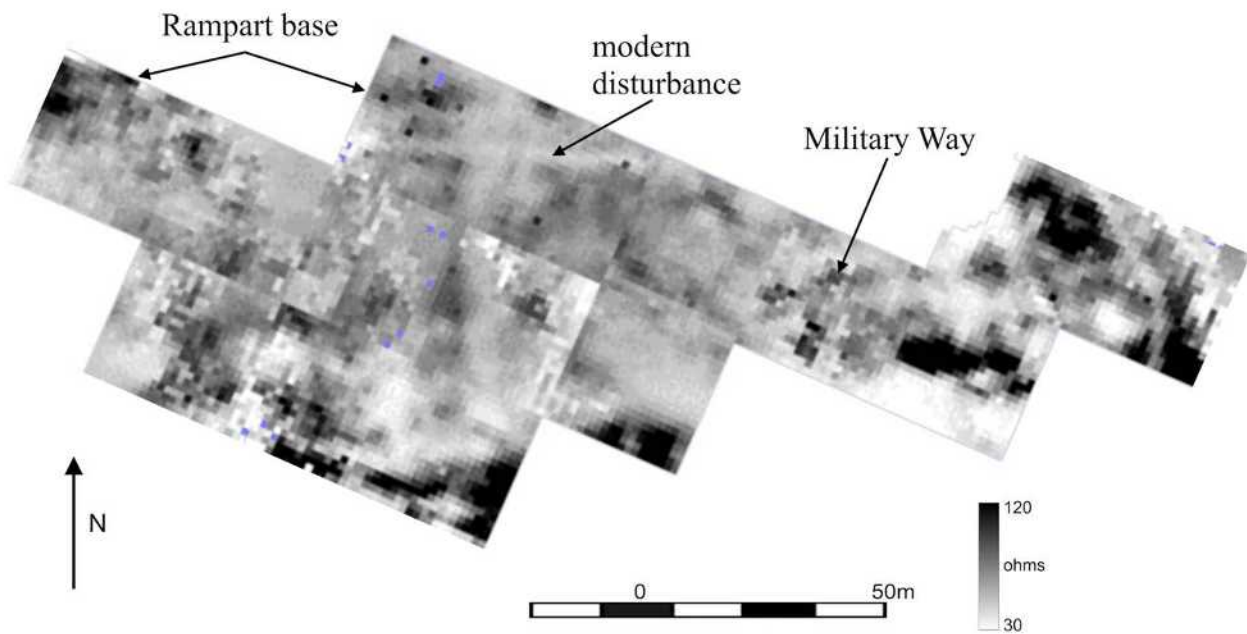 Rampart base
modern
disturbance
Military Way
N
120
ohms
30
0
50m